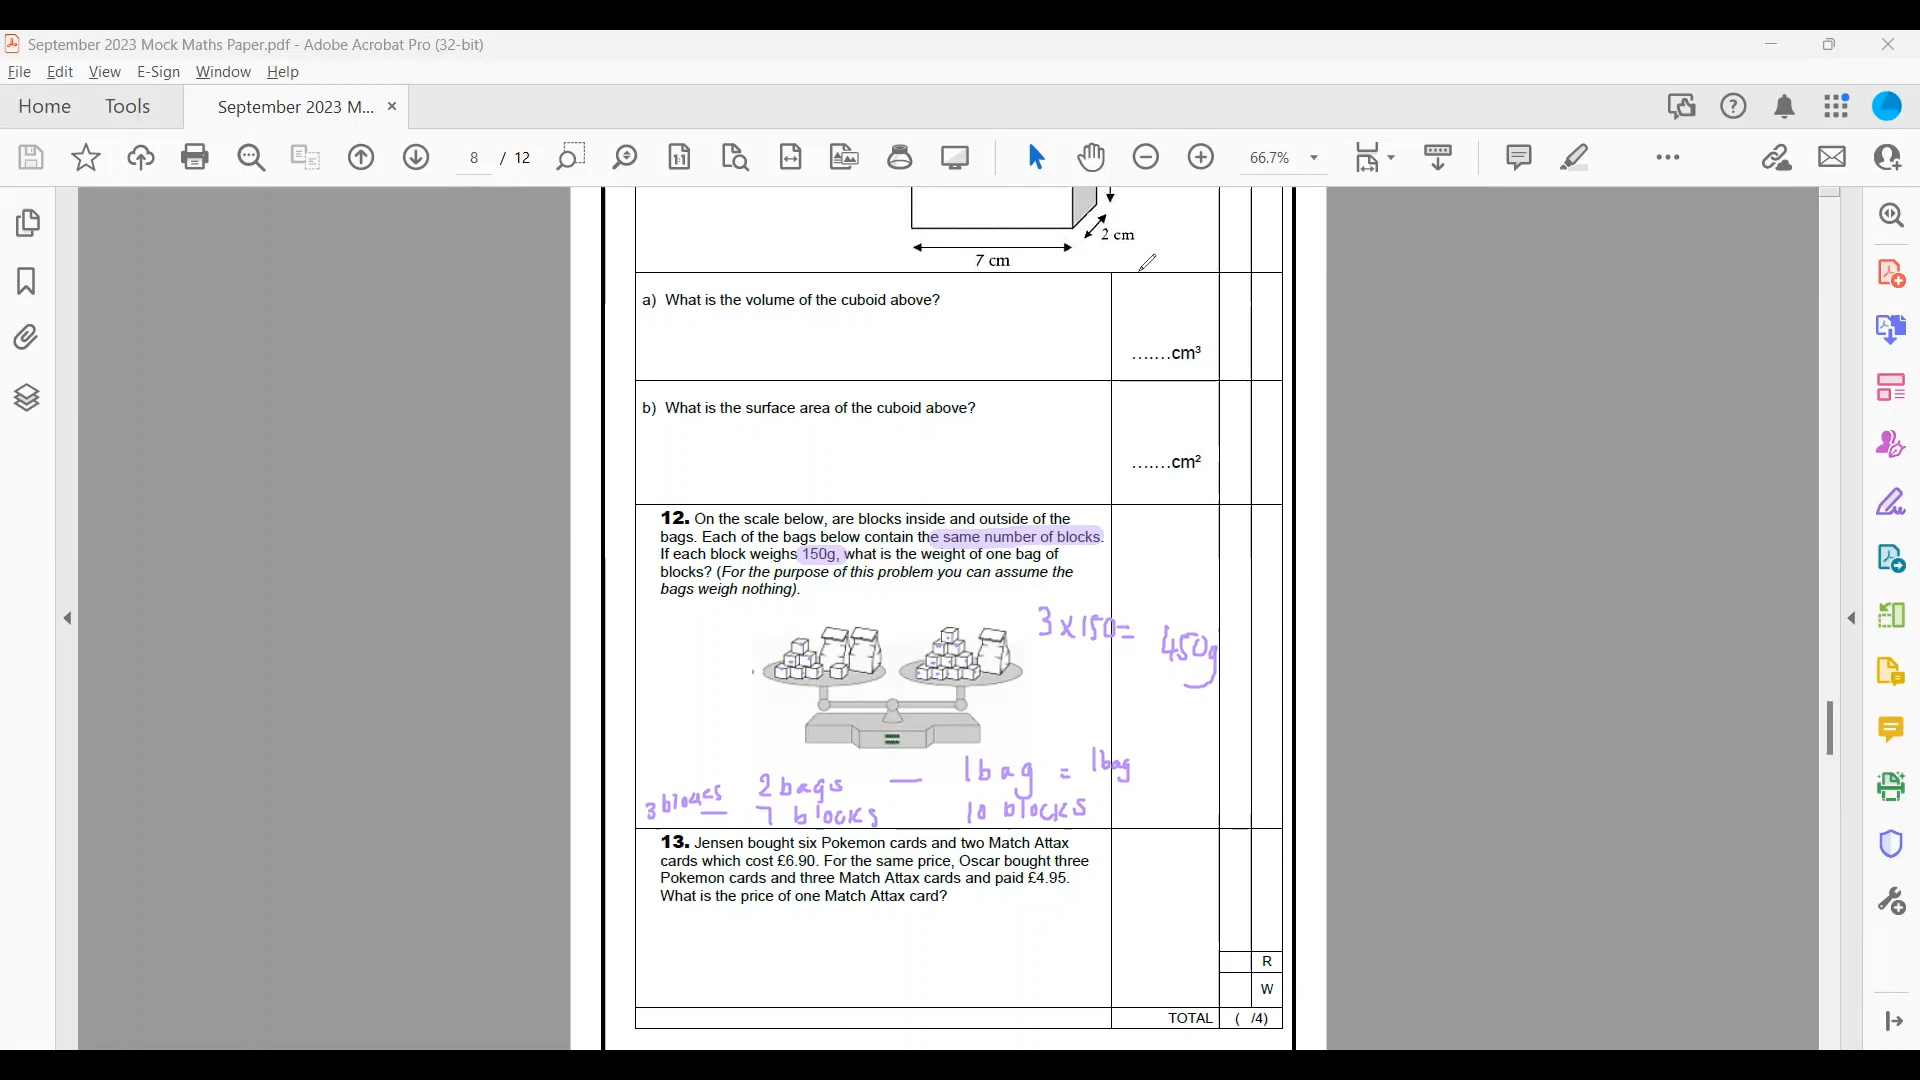 September 2023 Mock Maths Paper.pdf - Adobe Acrobat Pro (32-bit)
File Edit View E-Sign Window Help
Home Tools September 2023 M... ×
8 / 12 66.7%
2 cm
7 cm
a) What is the volume of the cuboid above?
.......cm³
b) What is the surface area of the cuboid above?
.......cm²
12. On the scale below, are blocks inside and outside of the
bags. Each of the bags below contain the same number of blocks.
If each block weighs 150g, what is the weight of one bag of
blocks? (For the purpose of this problem you can assume the
bags weigh nothing).
3 x 150 = 450g
2 bags — 1 bag = 1 bag
3 blocks — 7 blocks 10 blocks
13. Jensen bought six Pokemon cards and two Match Attax
cards which cost £6.90. For the same price, Oscar bought three
Pokemon cards and three Match Attax cards and paid £4.95.
What is the price of one Match Attax card?
R
W
TOTAL ( /4)